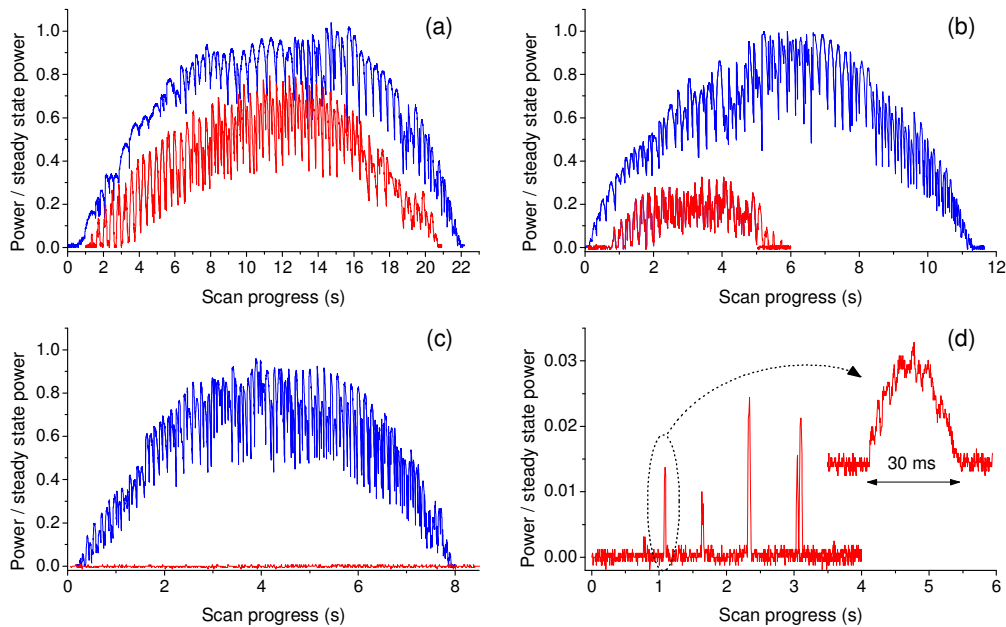 (a)
1.0
0.8
0.6
0.4
0.2
0.0
0 2 4 6 8 10 12 14 16 18 20 22
Power / steady state power
Scan progress (s)
(b)
1.0
0.8
0.6
0.4
0.2
0.0
0 2 4 6 8 10 12
Power / steady state power
Scan progress (s)
(c)
1.0
0.8
0.6
0.4
0.2
0.0
0 2 4 6 8
Power / steady state power
Scan progress (s)
(d)
0.03
0.02
0.01
0.00
30 ms
0 1 2 3 4 5 6
Power / steady state power
Scan progress (s)